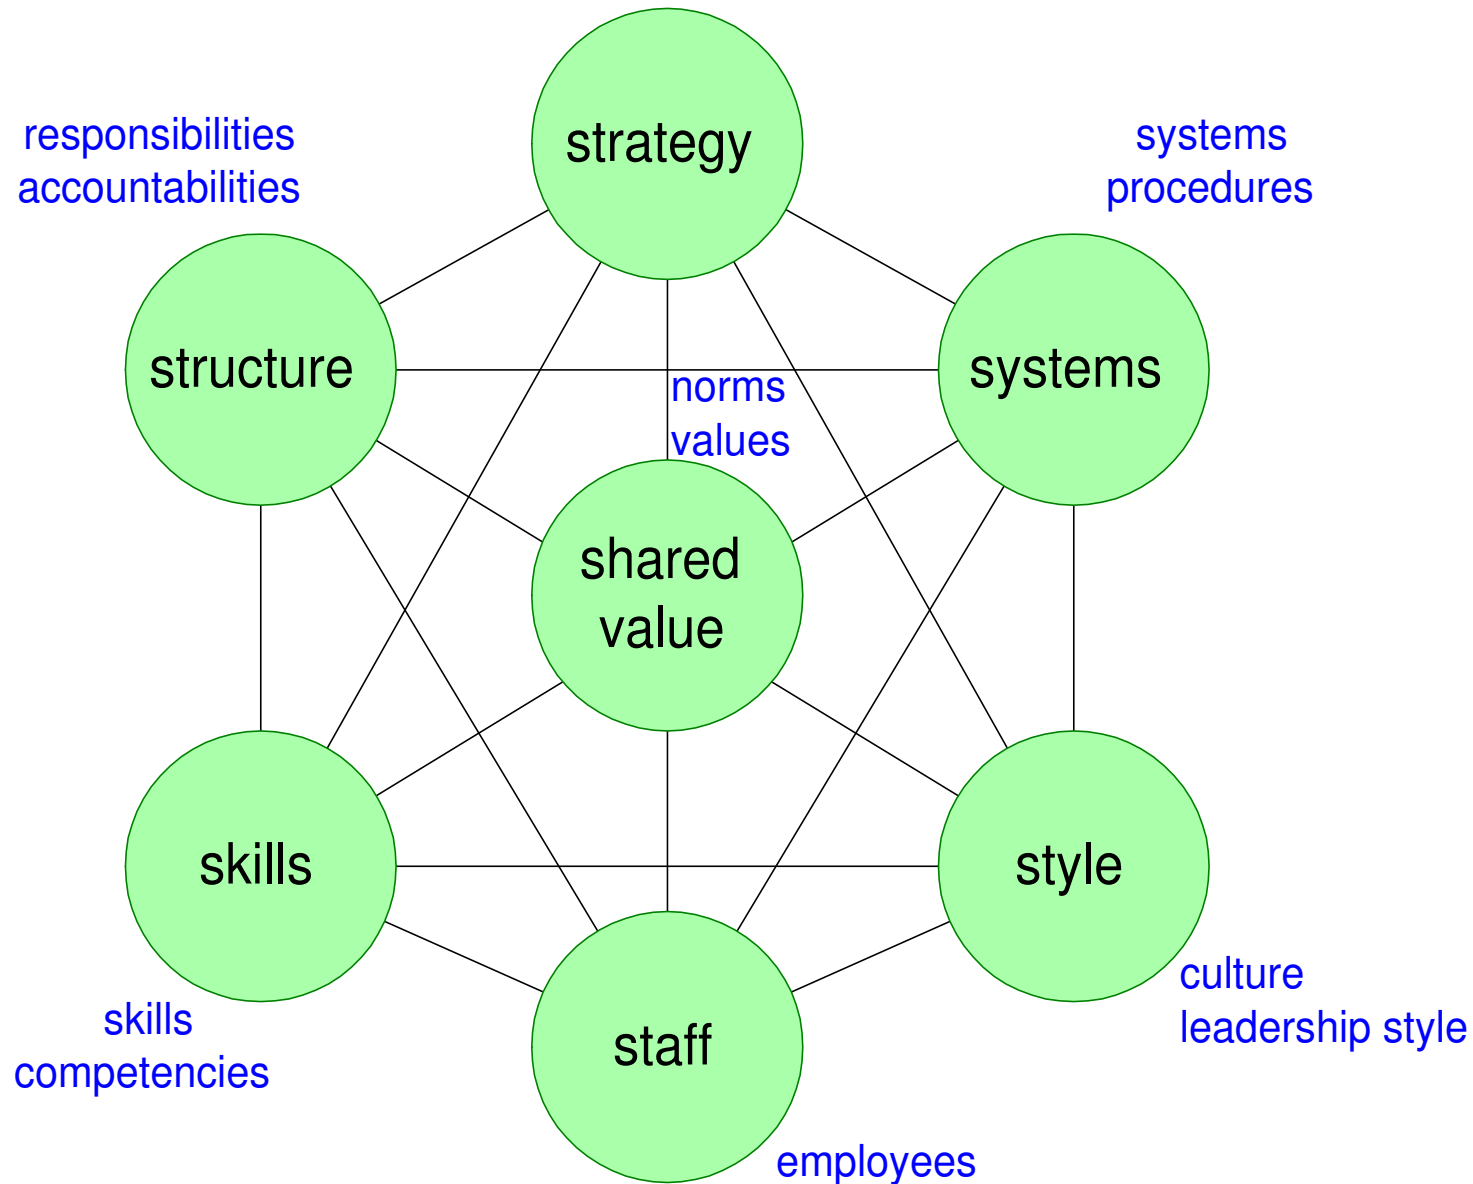 strategy
responsibilities
accountabilities
systems
procedures
structure
systems
norms
values
shared
value
skills
style
skills
competencies
culture
leadership style
staff
employees